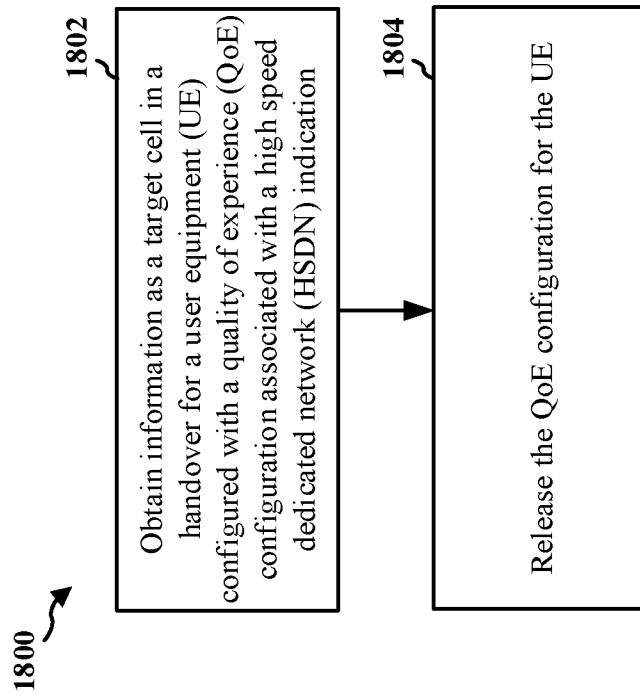 1800
1802
Obtain information as a target cell in a
handover for a user equipment (UE)
configured with a quality of experience (QoE)
configuration associated with a high speed
dedicated network (HSDN) indication
1804
Release the QoE configuration for the UE